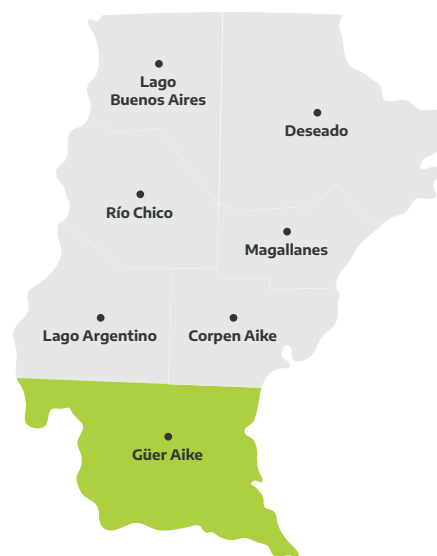 Lago
Buenos Aires
Deseado
Río Chico
Magallanes
Lago Argentino
Corpen Aike
Güer Aike